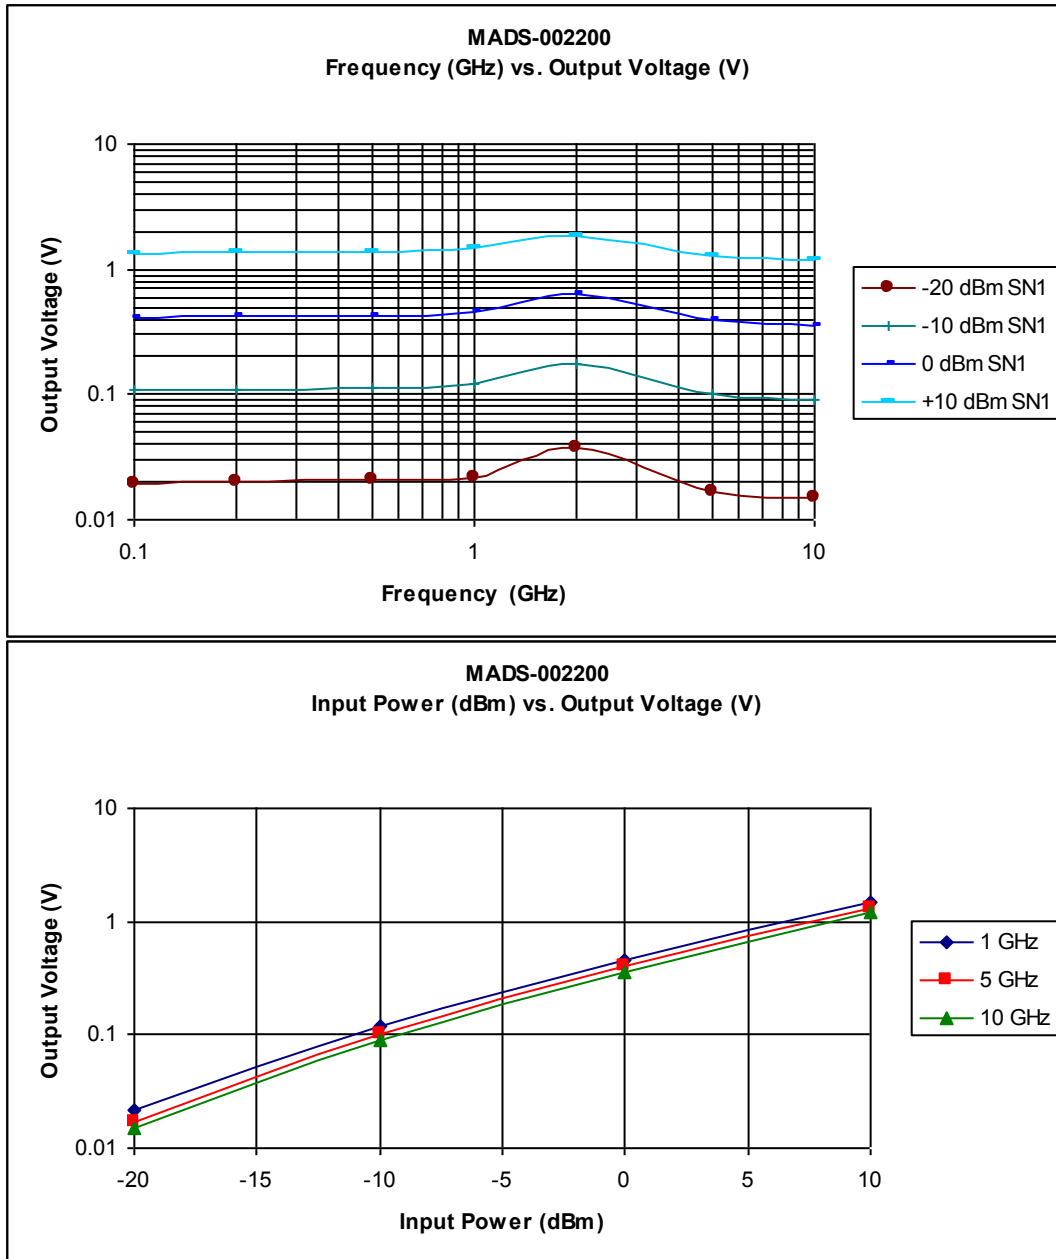 MADS-002200
Frequency (GHz) vs. Output Voltage (V)
10
1
0.1
0.01
Output Voltage (V)
0.1
1
10
Frequency (GHz)
-20 dBm SN1
-10 dBm SN1
0 dBm SN1
+10 dBm SN1
MADS-002200
Input Power (dBm) vs. Output Voltage (V)
10
1
0.1
0.01
Output Voltage (V)
-20
-15
-10
-5
0
5
10
Input Power (dBm)
1 GHz
5 GHz
10 GHz